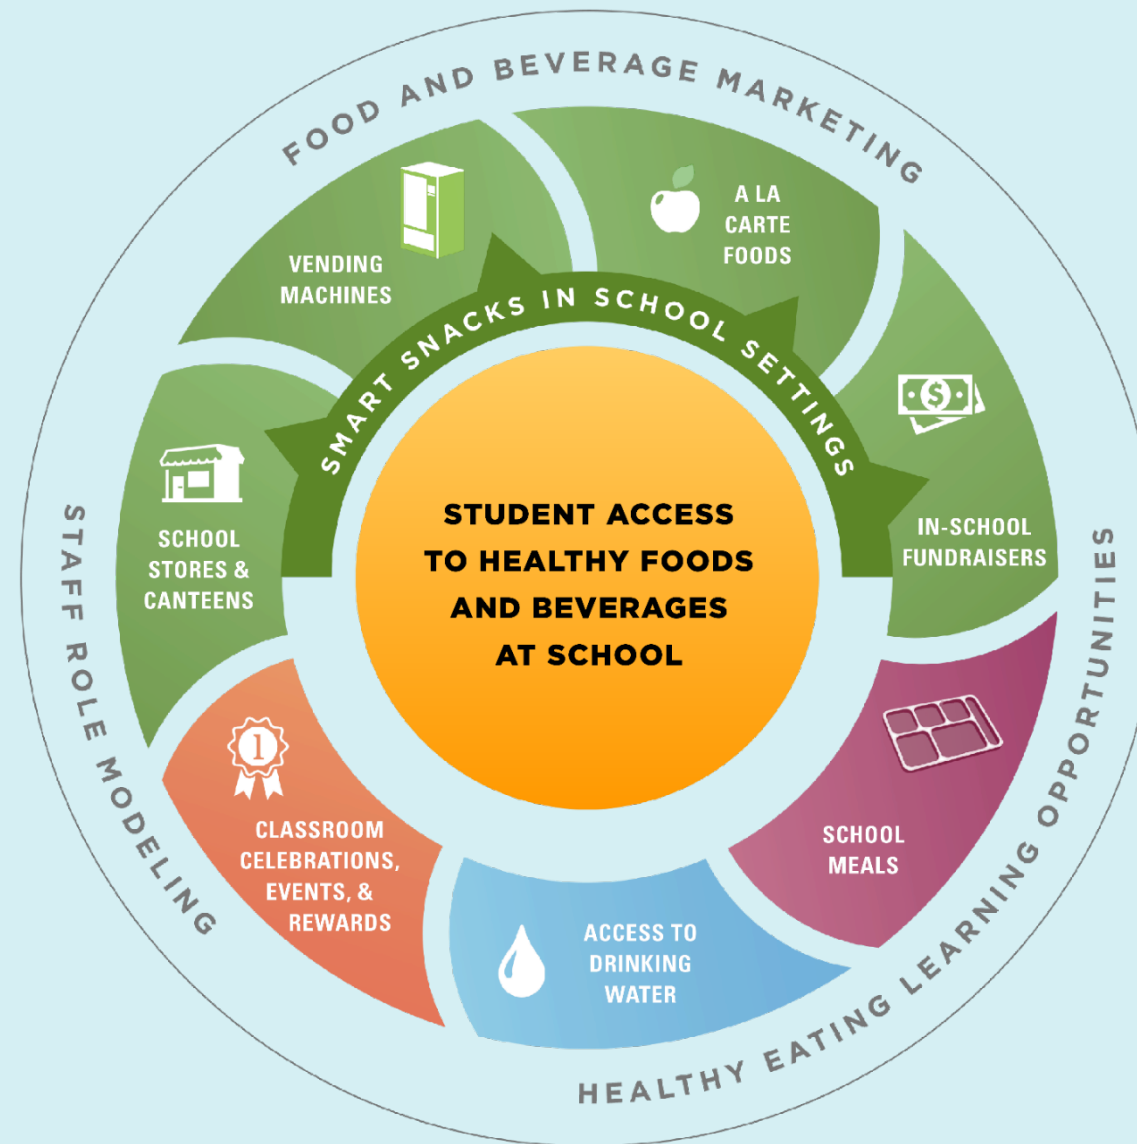 FOOD AND BEVERAGE MARKETING
VENDING
MACHINES
A LA
CARTE
FOODS
SMART SNACKS IN SCHOOL SETTINGS
SCHOOL
STORES &
CANTEENS
IN-SCHOOL
FUNDRAISERS
STUDENT ACCESS
TO HEALTHY FOODS
AND BEVERAGES
AT SCHOOL
STAFF ROLE MODELING
1
CLASSROOM
CELEBRATIONS,
EVENTS, &
REWARDS
ACCESS TO
DRINKING
WATER
SCHOOL
MEALS
HEALTHY EATING LEARNING OPPORTUNITIES
$